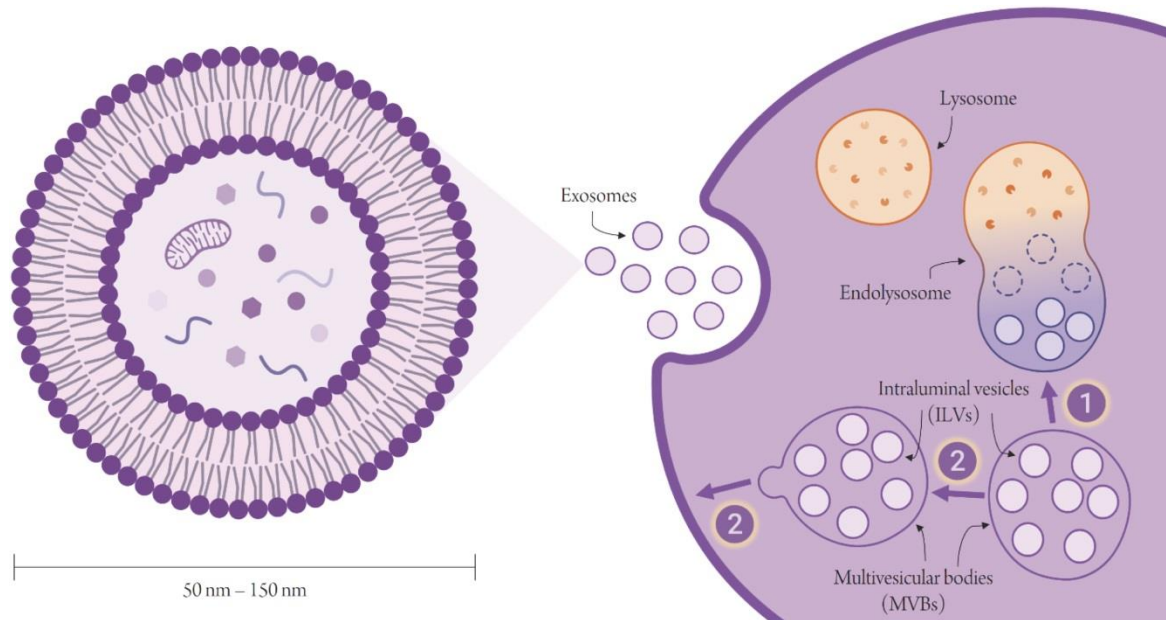 Lysosome
Exosomes
Endolysosome
Intraluminal vesicles
(ILVs)
1
2
2
Multivesicular bodies
(MVBs)
50 nm – 150 nm